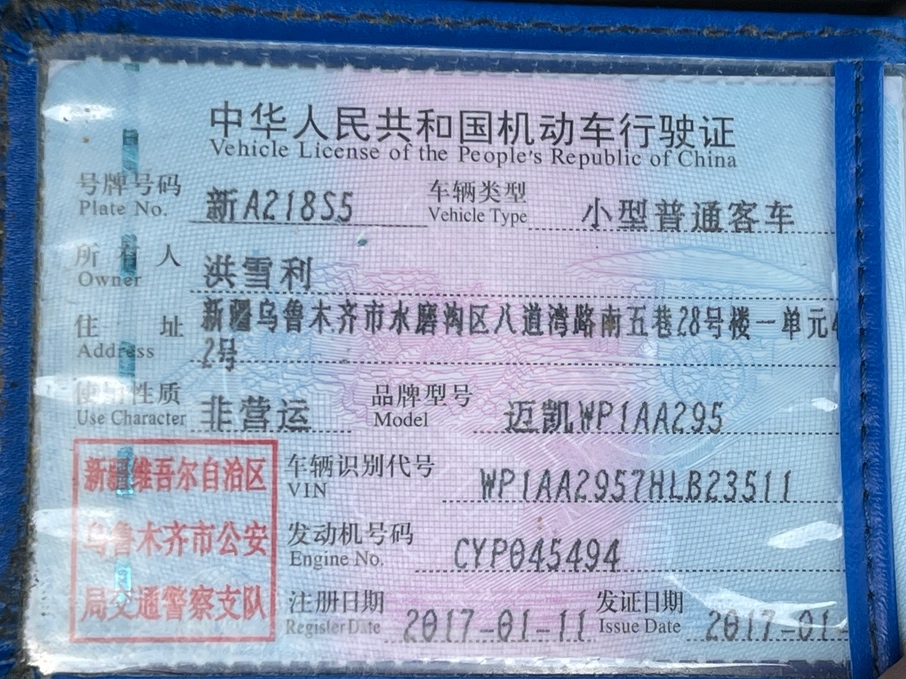 中华人民共和国机动车行驶证
Vehicle License of the People's Republic of China
号牌号码 新A218S5 车辆类型 小型普通客车
Plate No. Vehicle Type
所有人 洪雪利
Owner
住址 新疆乌鲁木齐市水磨沟区八道湾路南五巷28号楼一单元
Address 2号
使用性质 非营运 品牌型号 迈凯WP1AA295
Use Character Model
新疆维吾尔自治区
乌鲁木齐市公安
局交通警察支队
车辆识别代号 WP1AA2957HLB23511
VIN
发动机号码 CYP045494
Engine No.
注册日期 2017-01-11 发证日期 2017-01-
Register Date Issue Date